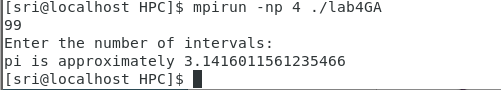 [sri@localhost HPC]$ mpirun -np 4 ./lab4GA
99
Enter the number of intervals:
pi is approximately 3.1416011561235466
[sri@localhost HPC]$